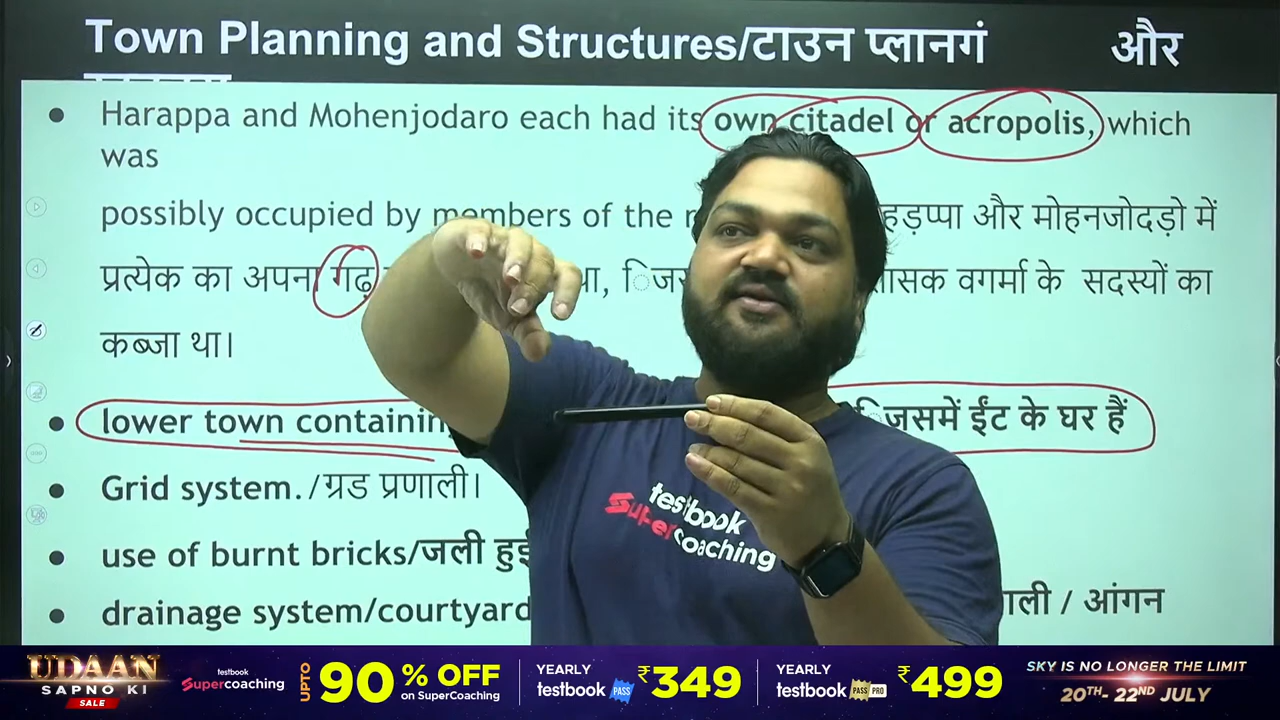 Town Planning and Structures/टाउन प्लानगं और
Harappa and Mohenjodaro each had its own citadel or acropolis, which
was
possibly occupied by members of the हड़प्पा और मोहनजोदड़ो में
प्रत्येक का अपना गढ़ था, िजस ासक वगर्मा के सदस्यों का
कब्जा था।
lower town containing िजसमें ईंट के घर हैं
Grid system./ग्रड प्रणाली।
use of burnt bricks/जली हुई
drainage system/courtyard ाली / आंगन
testbook
Supercoaching
UDAAN
SAPNO KI
SALE
testbook
Supercoaching
UPTO 90% OFF
on SuperCoaching
YEARLY
testbook PASS
₹349
YEARLY
testbook PASS PRO
₹499
SKY IS NO LONGER THE LIMIT
20TH- 22ND JULY